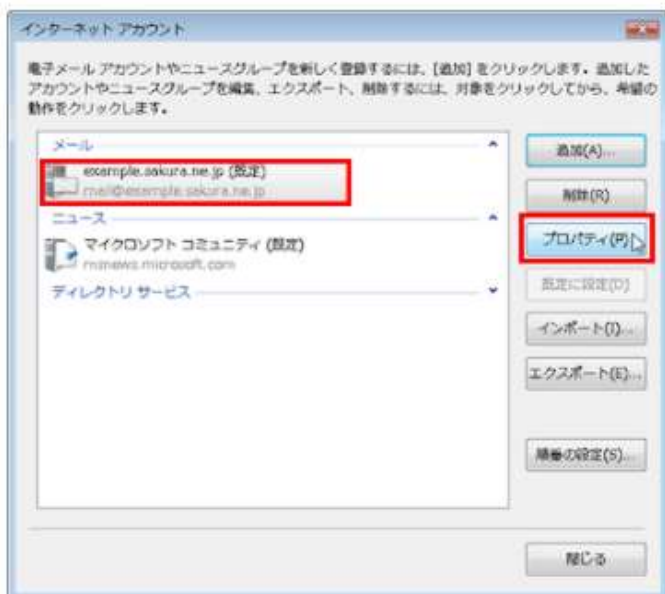 インターネット アカウント
電子メール アカウントやニュースグループを新しく登録するには、[追加] をクリックします。追加した
アカウントやニュースグループを編集、エクスポート、削除するには、対象をクリックしてから、希望の
動作をクリックします。
メール
example.sakura.ne.jp (既定)
mail@example.sakura.ne.jp
ニュース
マイクロソフト コミュニティ (既定)
msnews.microsoft.com
ディレクトリ サービス
追加(A)...
削除(R)
プロパティ(P)
既定に設定(D)
インポート(I)...
エクスポート(E)...
順番の設定(S)...
閉じる